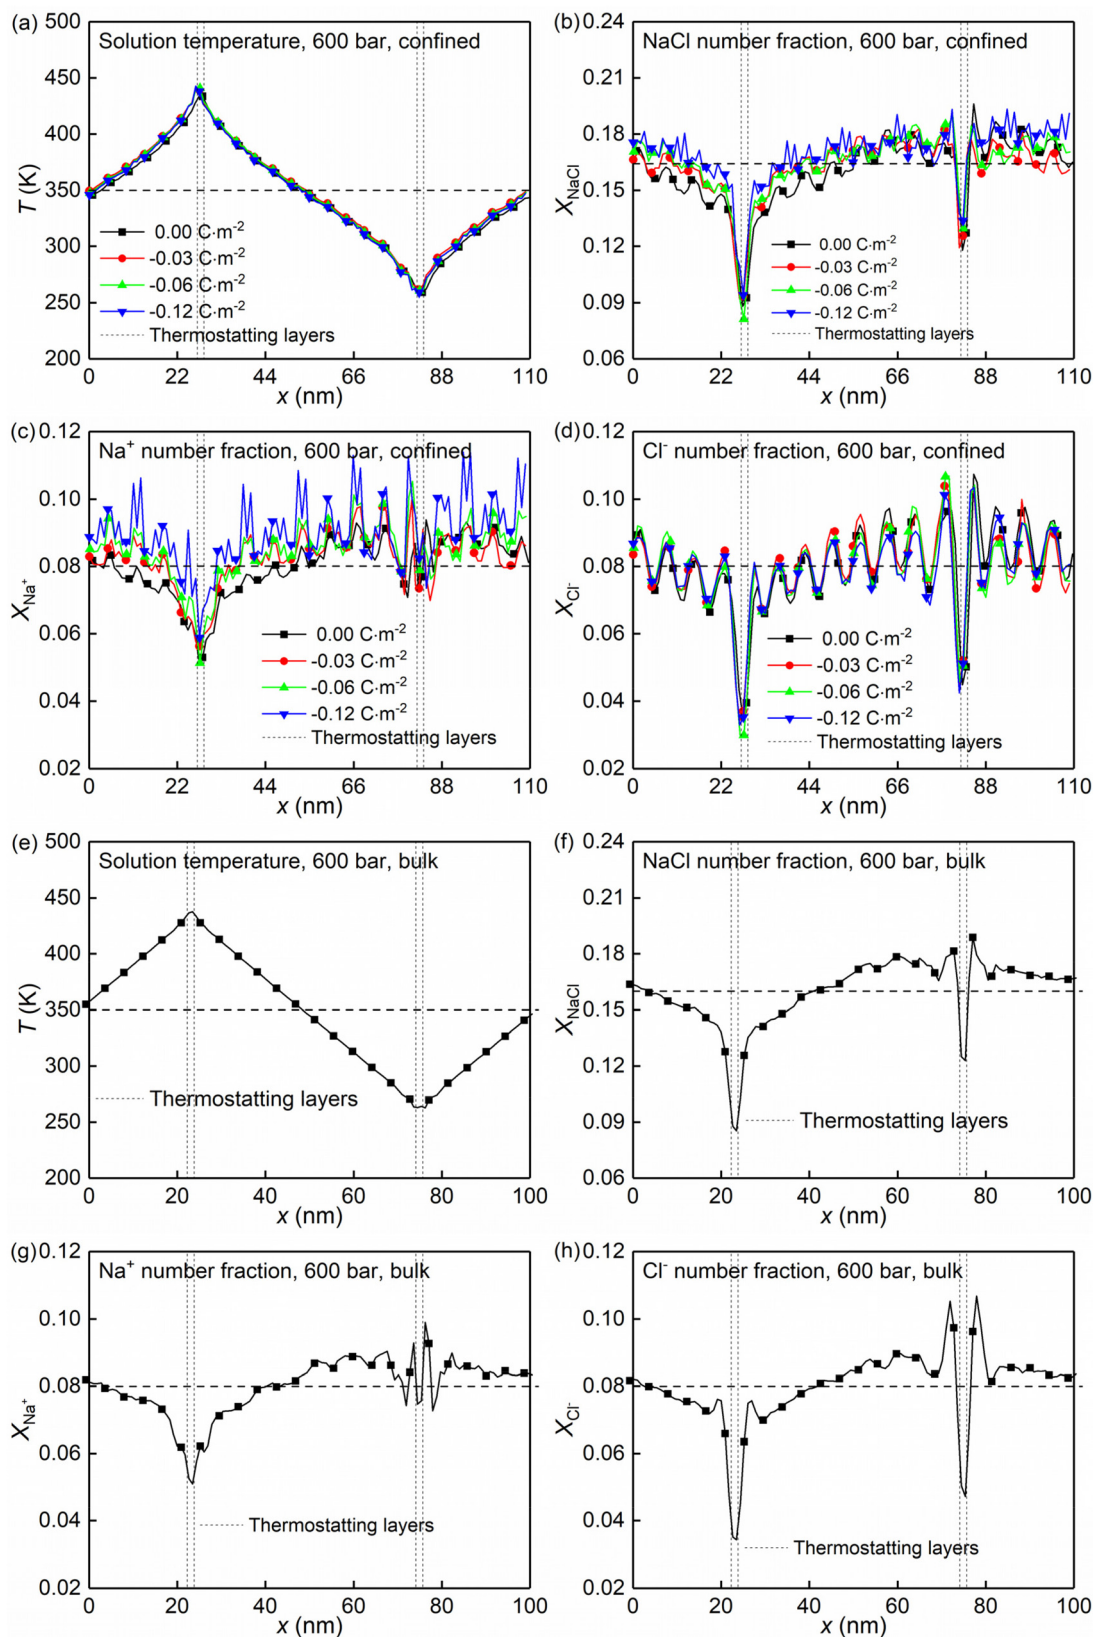 (a)
Solution temperature, 600 bar, confined
500
450
400
350
300
250
200
T (K)
0.00 C·m⁻²
-0.03 C·m⁻²
-0.06 C·m⁻²
-0.12 C·m⁻²
Thermostatting layers
0 22 44 66 88 110
x (nm)
(b)
NaCl number fraction, 600 bar, confined
0.24
0.21
0.18
0.15
0.12
0.09
0.06
X_NaCl
0.00 C·m⁻²
-0.03 C·m⁻²
-0.06 C·m⁻²
-0.12 C·m⁻²
Thermostatting layers
0 22 44 66 88 110
x (nm)
(c)
Na⁺ number fraction, 600 bar, confined
0.12
0.10
0.08
0.06
0.04
0.02
X_Na⁺
0.00 C·m⁻²
-0.03 C·m⁻²
-0.06 C·m⁻²
-0.12 C·m⁻²
Thermostatting layers
0 22 44 66 88 110
x (nm)
(d)
Cl⁻ number fraction, 600 bar, confined
0.12
0.10
0.08
0.06
0.04
0.02
X_Cl⁻
0.00 C·m⁻²
-0.03 C·m⁻²
-0.06 C·m⁻²
-0.12 C·m⁻²
Thermostatting layers
0 22 44 66 88 110
x (nm)
(e)
Solution temperature, 600 bar, bulk
500
450
400
350
300
250
200
T (K)
Thermostatting layers
0 20 40 60 80 100
x (nm)
(f)
NaCl number fraction, 600 bar, bulk
0.24
0.21
0.18
0.15
0.12
0.09
0.06
X_NaCl
Thermostatting layers
0 20 40 60 80 100
x (nm)
(g)
Na⁺ number fraction, 600 bar, bulk
0.12
0.10
0.08
0.06
0.04
0.02
X_Na⁺
Thermostatting layers
0 20 40 60 80 100
x (nm)
(h)
Cl⁻ number fraction, 600 bar, bulk
0.12
0.10
0.08
0.06
0.04
0.02
X_Cl⁻
Thermostatting layers
0 20 40 60 80 100
x (nm)